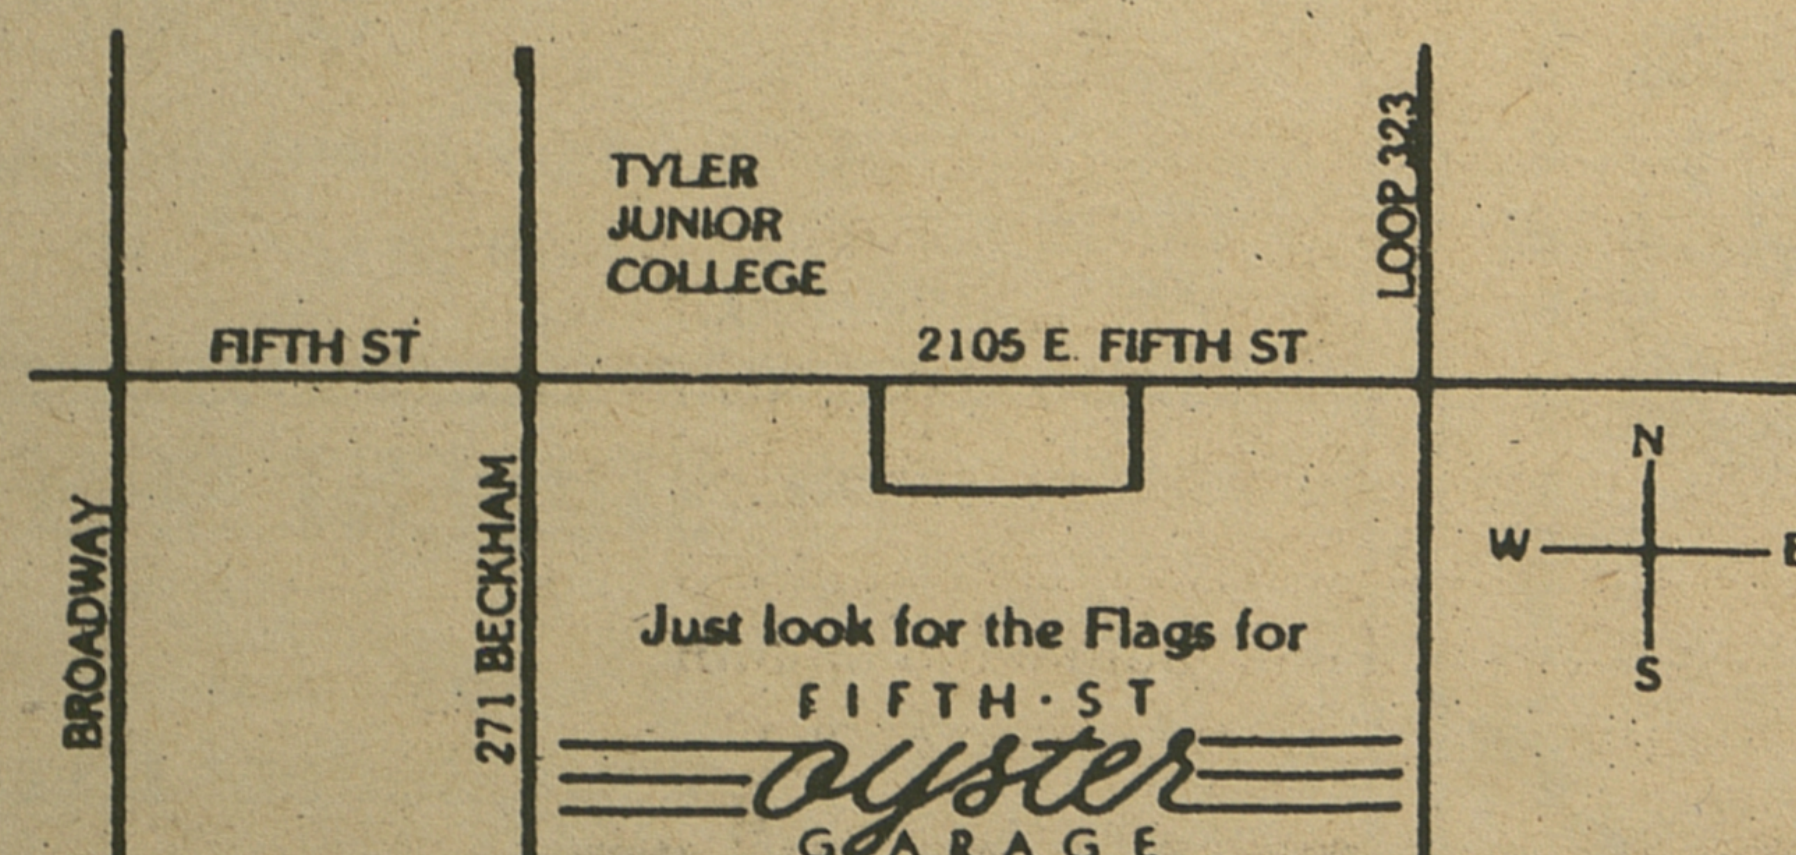 TYLER
JUNIOR
COLLEGE
LOOP 323
FIFTH ST
2105 E. FIFTH ST
BROADWAY
271 BECKHAM
N
W
E
S
Just look for the Flags for
FIFTH · ST
oyster
GARAGE